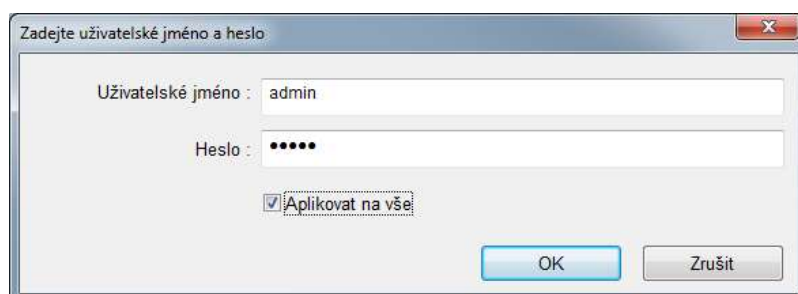 Zadejte uživatelské jméno a heslo
Uživatelské jméno : admin
Heslo : •••••
Aplikovat na vše
OK Zrušit